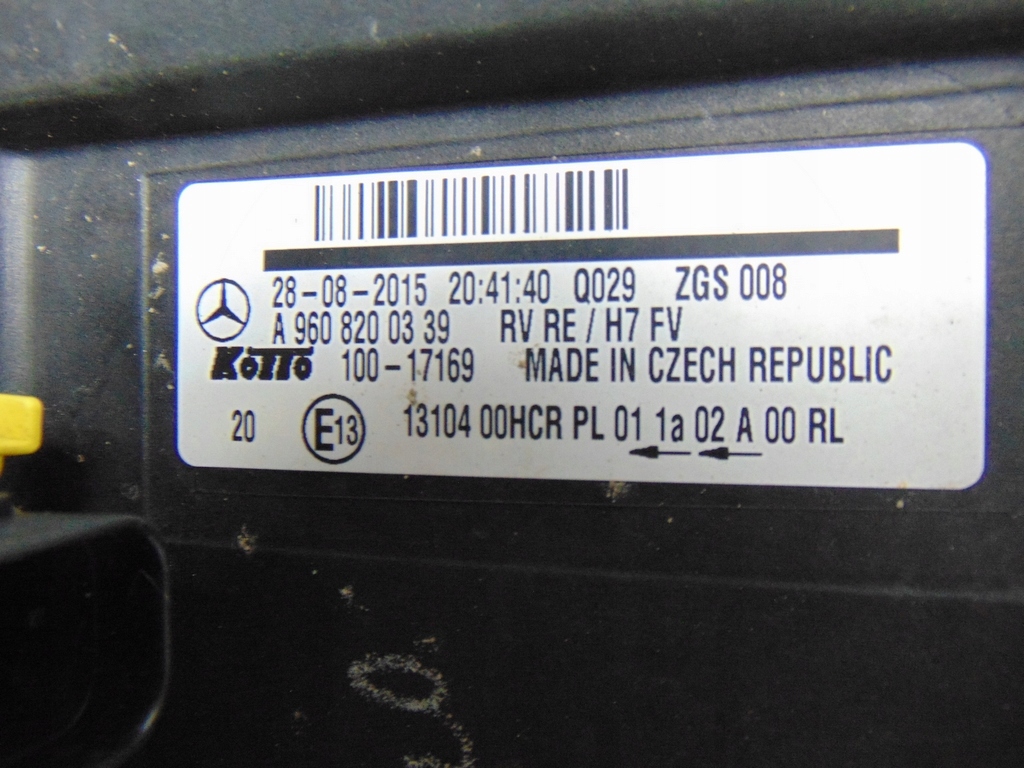 28-08-2015 20:41:40 Q029 ZGS 008
A 960 820 03 39 RV RE / H7 FV
100-17169 MADE IN CZECH REPUBLIC
20 E13 13104 00HCR PL 01 1a 02 A 00 RL